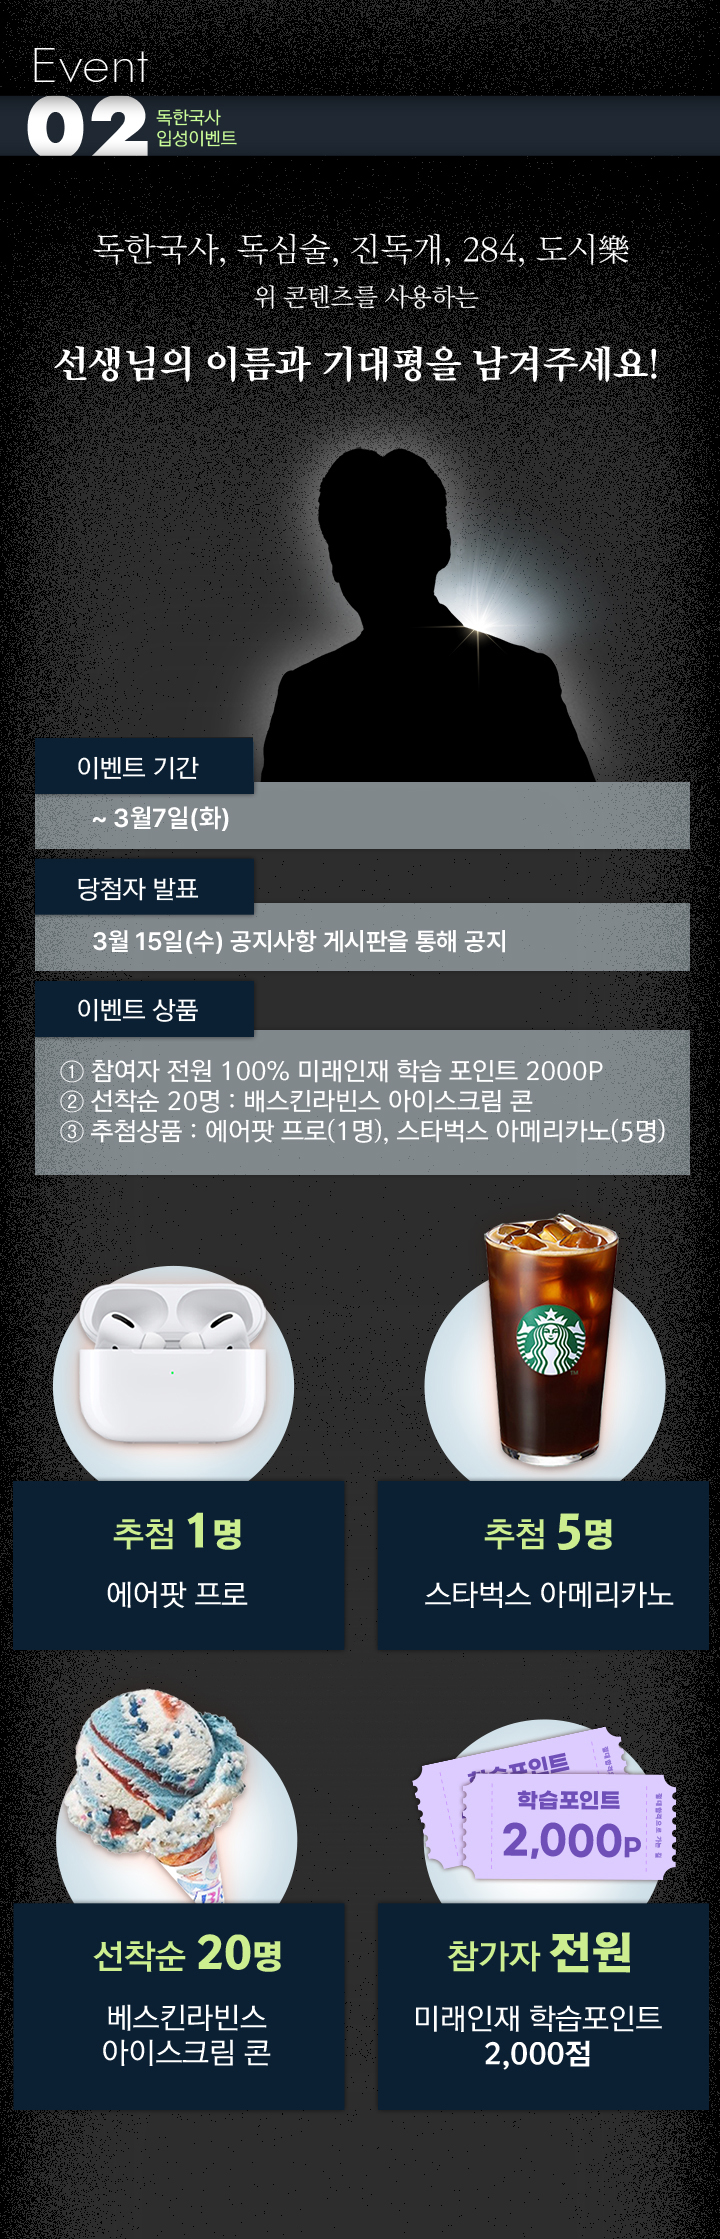 Event
02
독한국사
입성이벤트
독한국사, 독심술, 진독개, 284, 도시樂
위 콘텐츠를 사용하는
선생님의 이름과 기대평을 남겨주세요!
이벤트 기간
~ 3월7일(화)
당첨자 발표
3월 15일(수) 공지사항 게시판을 통해 공지
이벤트 상품
① 참여자 전원 100% 미래인재 학습 포인트 2000P
② 선착순 20명 : 배스킨라빈스 아이스크림 콘
③ 추첨상품 : 에어팟 프로(1명), 스타벅스 아메리카노(5명)
추첨 1명
에어팟 프로
추첨 5명
스타벅스 아메리카노
학습포인트
학습포인트
2,000P
선착순 20명
베스킨라빈스
아이스크림 콘
참가자 전원
미래인재 학습포인트
2,000점